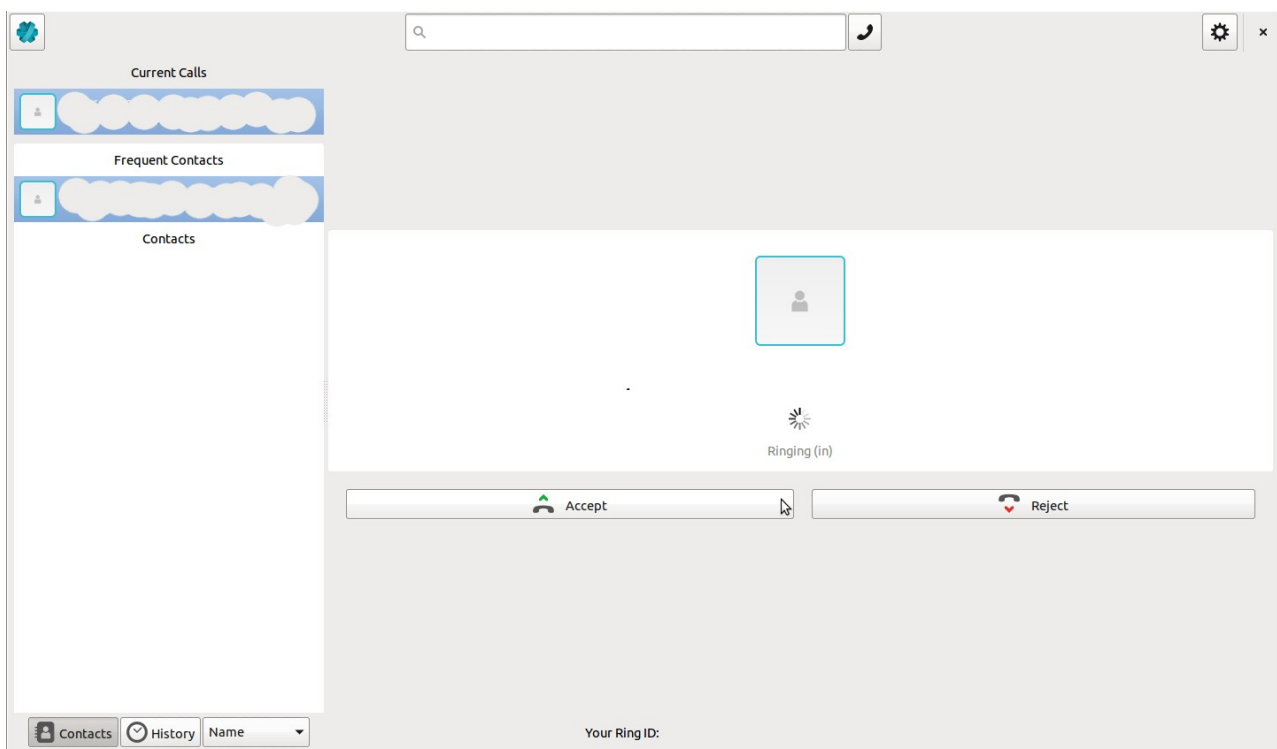 Current Calls
Frequent Contacts
Contacts
Ringing (in)
Accept
Reject
Contacts
History
Name
Your Ring ID: